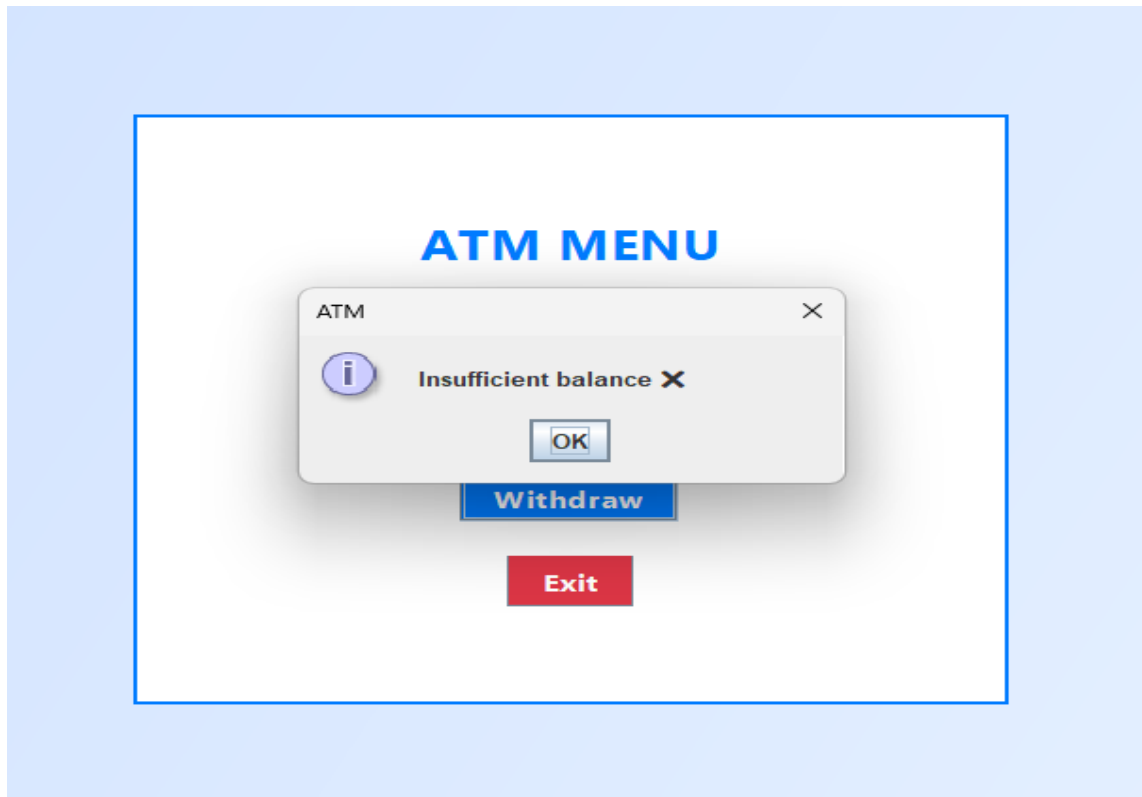 ATM MENU
ATM
Insufficient balance ❌
OK
Withdraw
Exit